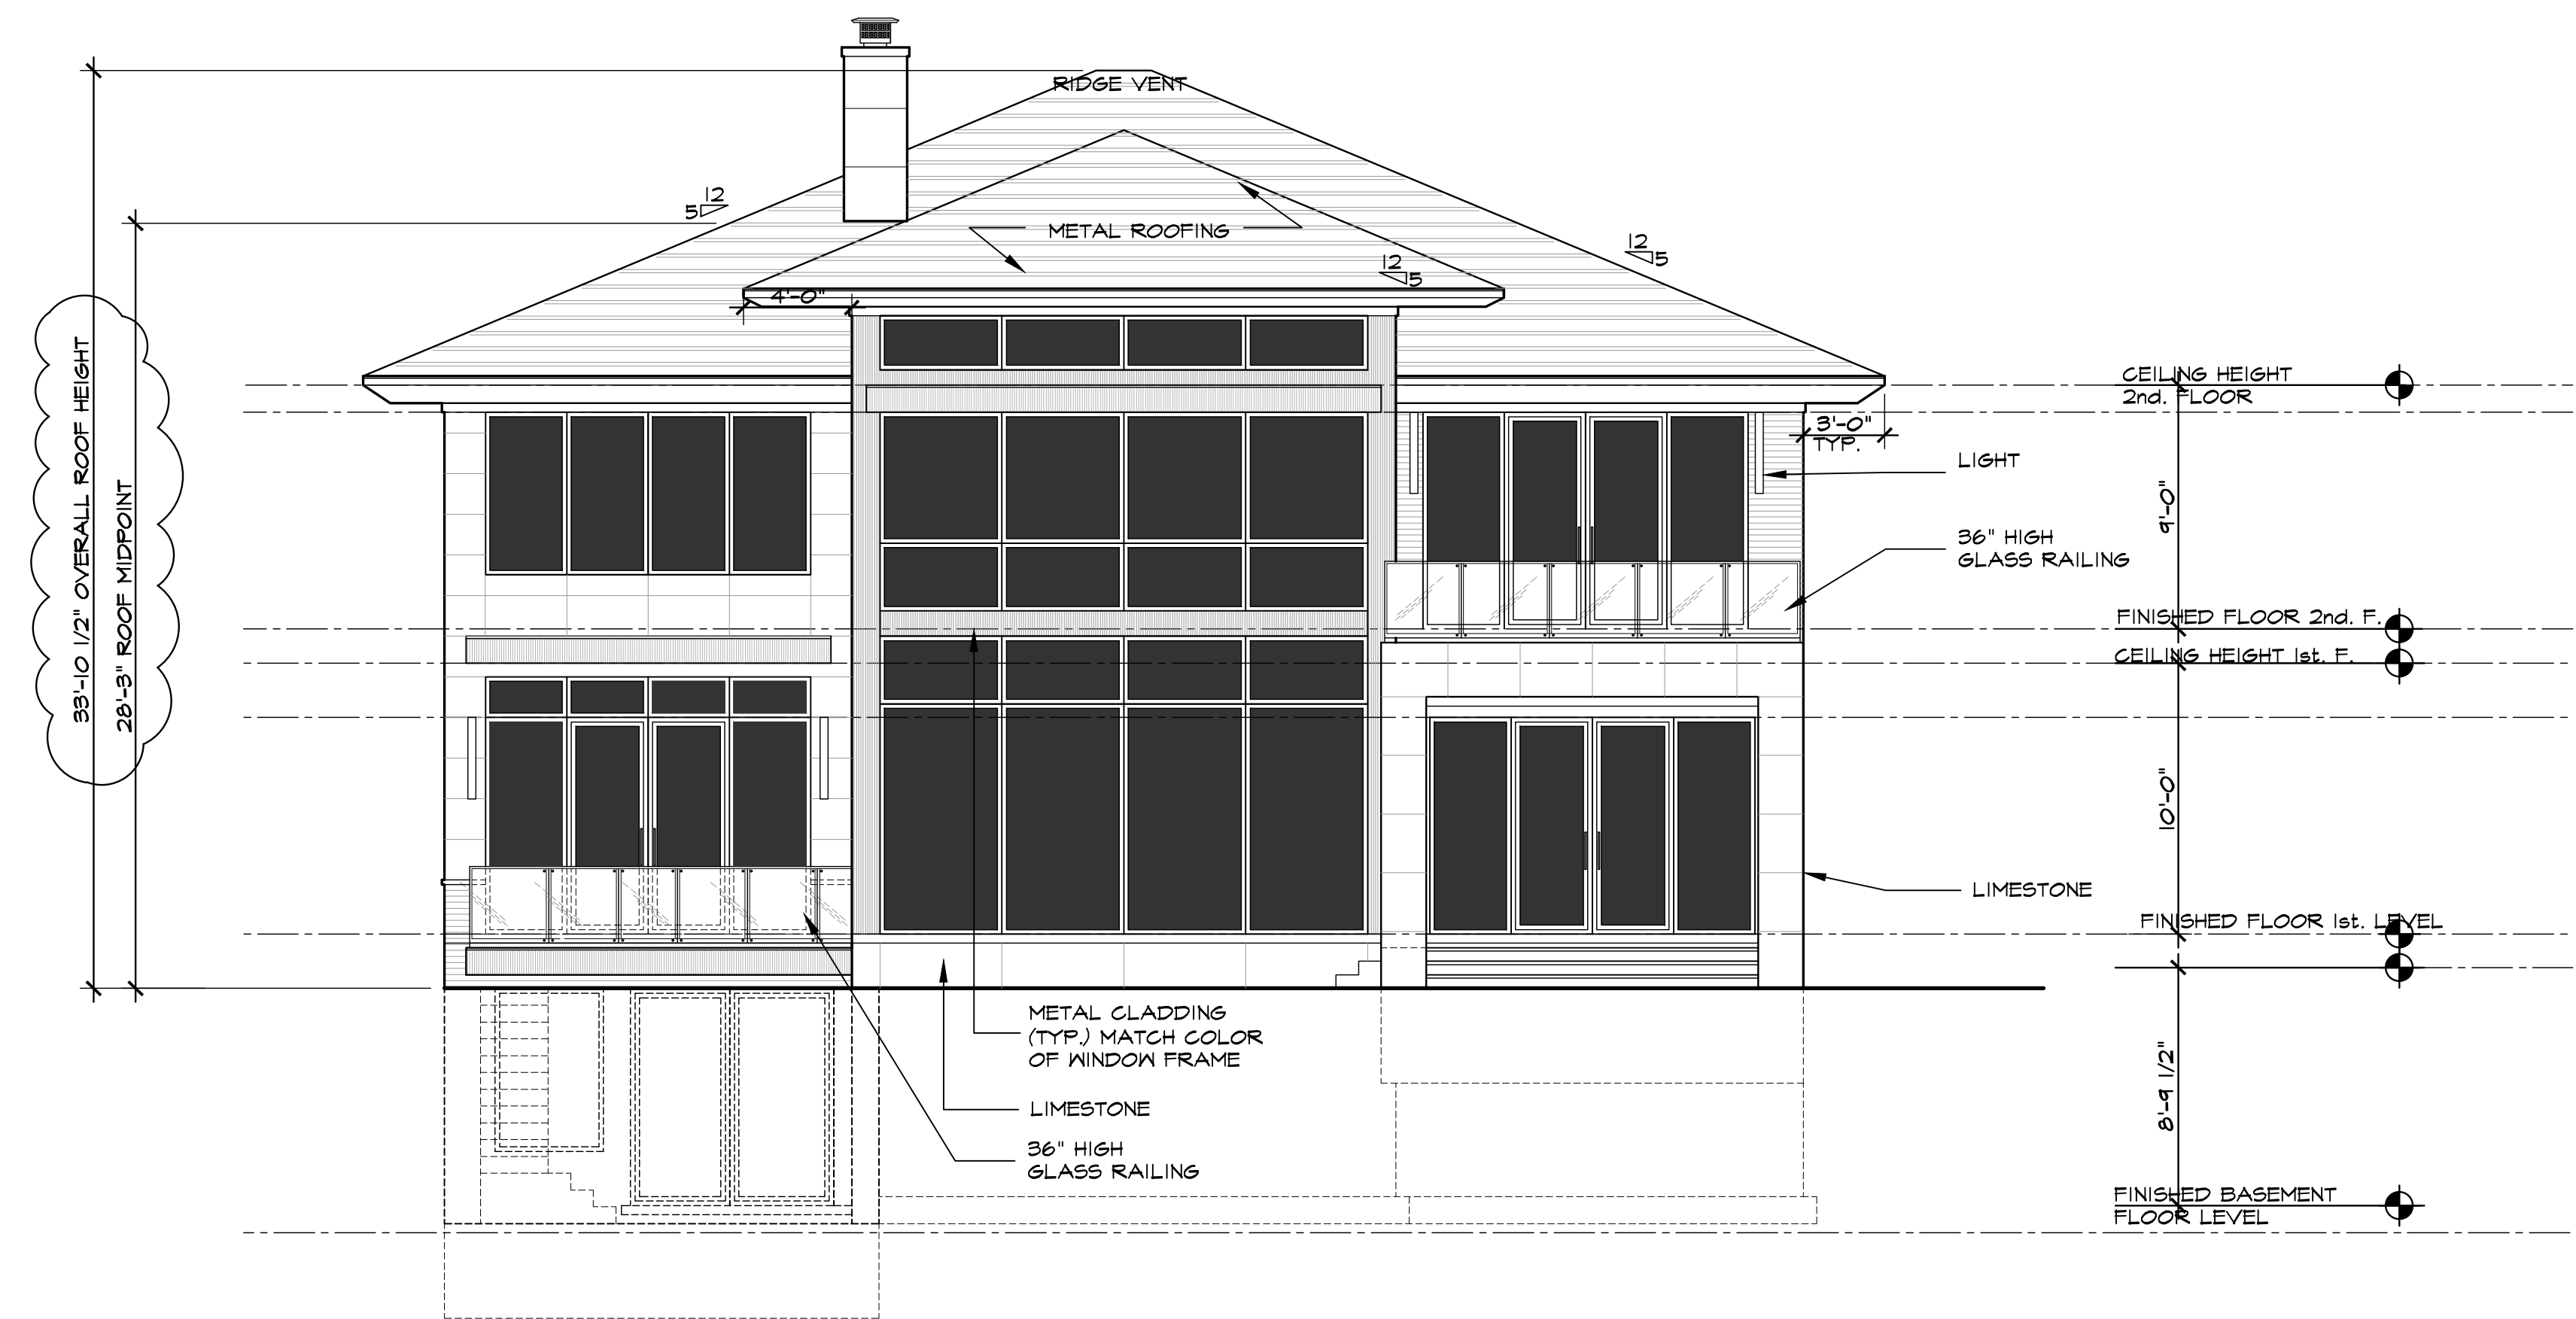 RIDGE VENT
12
5
METAL ROOFING
12
5
12
5
4'-0"
33'-10 1/2" OVERALL ROOF HEIGHT
28'-3" ROOF MIDPOINT
CEILING HEIGHT
2nd. FLOOR
3'-0"
TYP.
LIGHT
9'-0"
36" HIGH
GLASS RAILING
FINISHED FLOOR 2nd. F.
CEILING HEIGHT 1st. F.
10'-0"
LIMESTONE
FINISHED FLOOR 1st. LEVEL
METAL CLADDING
(TYP.) MATCH COLOR
OF WINDOW FRAME
8'-9 1/2"
LIMESTONE
36" HIGH
GLASS RAILING
FINISHED BASEMENT
FLOOR LEVEL